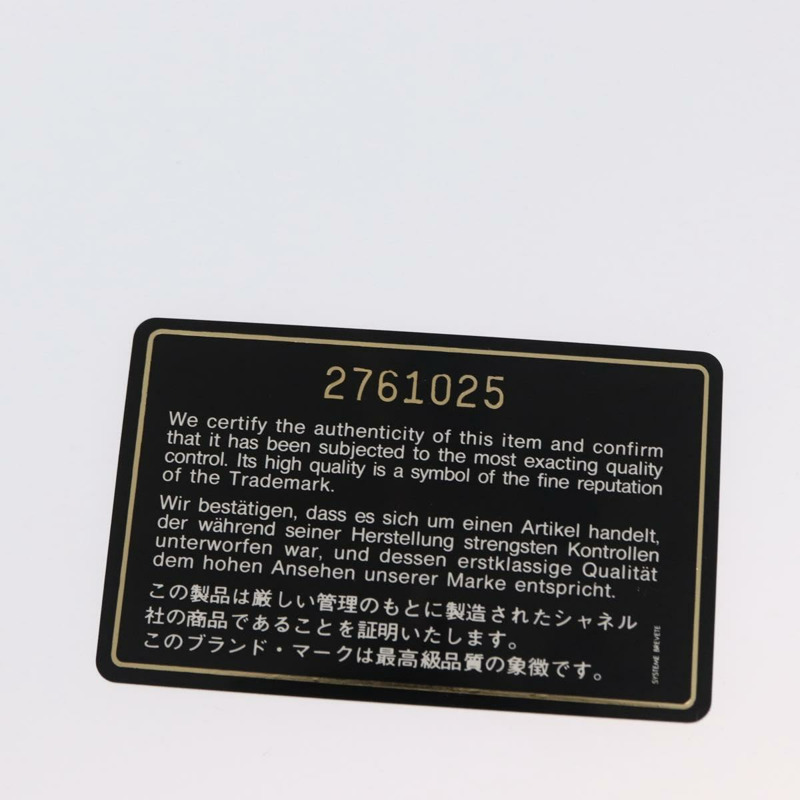 2761025
We certify the authenticity of this item and confirm
that it has been subjected to the most exacting quality
control. Its high quality is a symbol of the fine reputation
of the Trademark.
Wir bestätigen, dass es sich um einen Artikel handelt,
der während seiner Herstellung strengsten Kontrollen
unterworfen war, und dessen erstklassige Qualität
dem hohen Ansehen unserer Marke entspricht.
この製品は厳しい管理のもとに製造されたシャネル
社の商品であることを証明いたします。
このブランド・マークは最高級品質の象徴です。
SYSTEME BREVETE